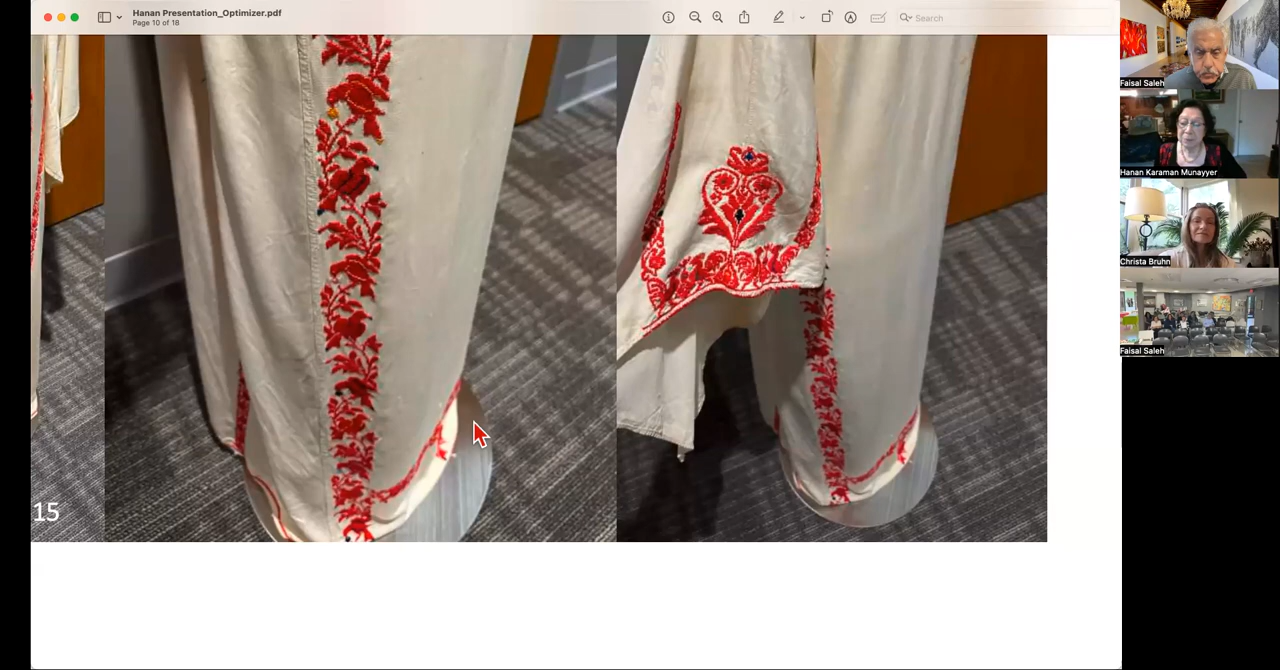 Hanan Presentation_Optimizer.pdf
Page 10 of 18
Search
15
Faisal Saleh
Hanan Karaman Munayyer
Christa Bruhn
Faisal Saleh